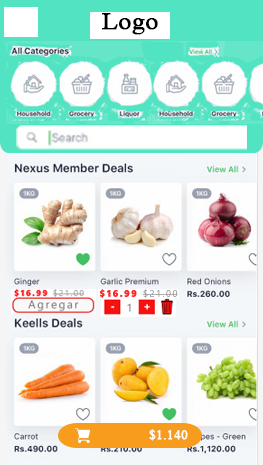 Logo
All Categories View All >
Household Grocery Liquor Household Grocery
Search
Nexus Member Deals View All >
1KG 1KG 1KG
Ginger Garlic Premium Red Onions
$16.99 $21.00 $16.99 $21.00 Rs.260.00
Agregar - 1 +
Keells Deals View All >
1KG 1KG 1KG
Carrot pes - Green
Rs.490.00 Rs.210.00 Rs.1,120.00
$1.140